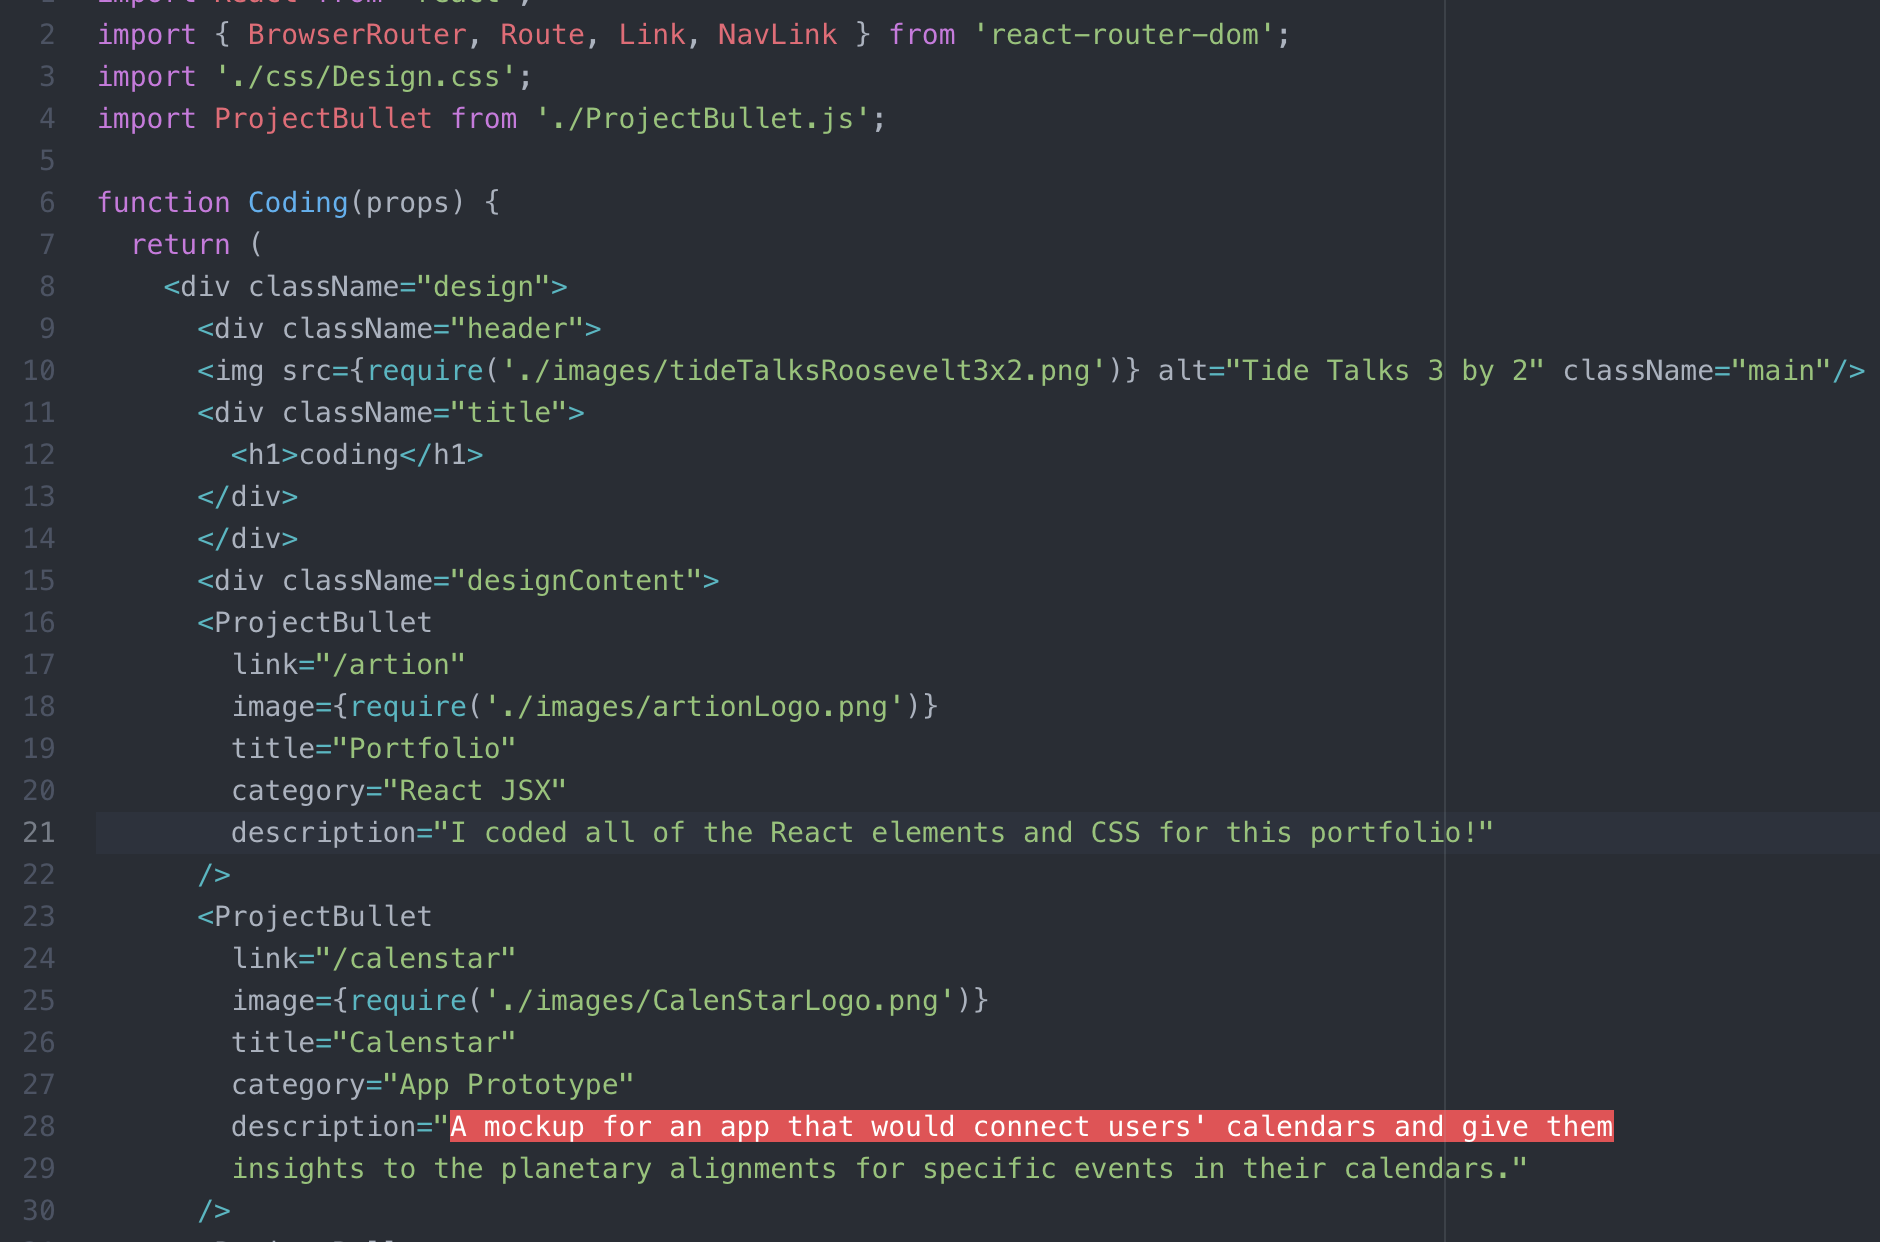 1 import React from 'react';
2 import { BrowserRouter, Route, Link, NavLink } from 'react-router-dom';
3 import './css/Design.css';
4 import ProjectBullet from './ProjectBullet.js';
5
6 function Coding(props) {
7   return (
8     <div className="design">
9       <div className="header">
10       <img src={require('./images/tideTalksRoosevelt3x2.png')} alt="Tide Talks 3 by 2" className="main"/>
11       <div className="title">
12         <h1>coding</h1>
13       </div>
14       </div>
15       <div className="designContent">
16       <ProjectBullet
17         link="/artion"
18         image={require('./images/artionLogo.png')}
19         title="Portfolio"
20         category="React JSX"
21         description="I coded all of the React elements and CSS for this portfolio!"
22       />
23       <ProjectBullet
24         link="/calenstar"
25         image={require('./images/CalenStarLogo.png')}
26         title="Calenstar"
27         category="App Prototype"
28         description="A mockup for an app that would connect users' calendars and give them
29         insights to the planetary alignments for specific events in their calendars."
30       />